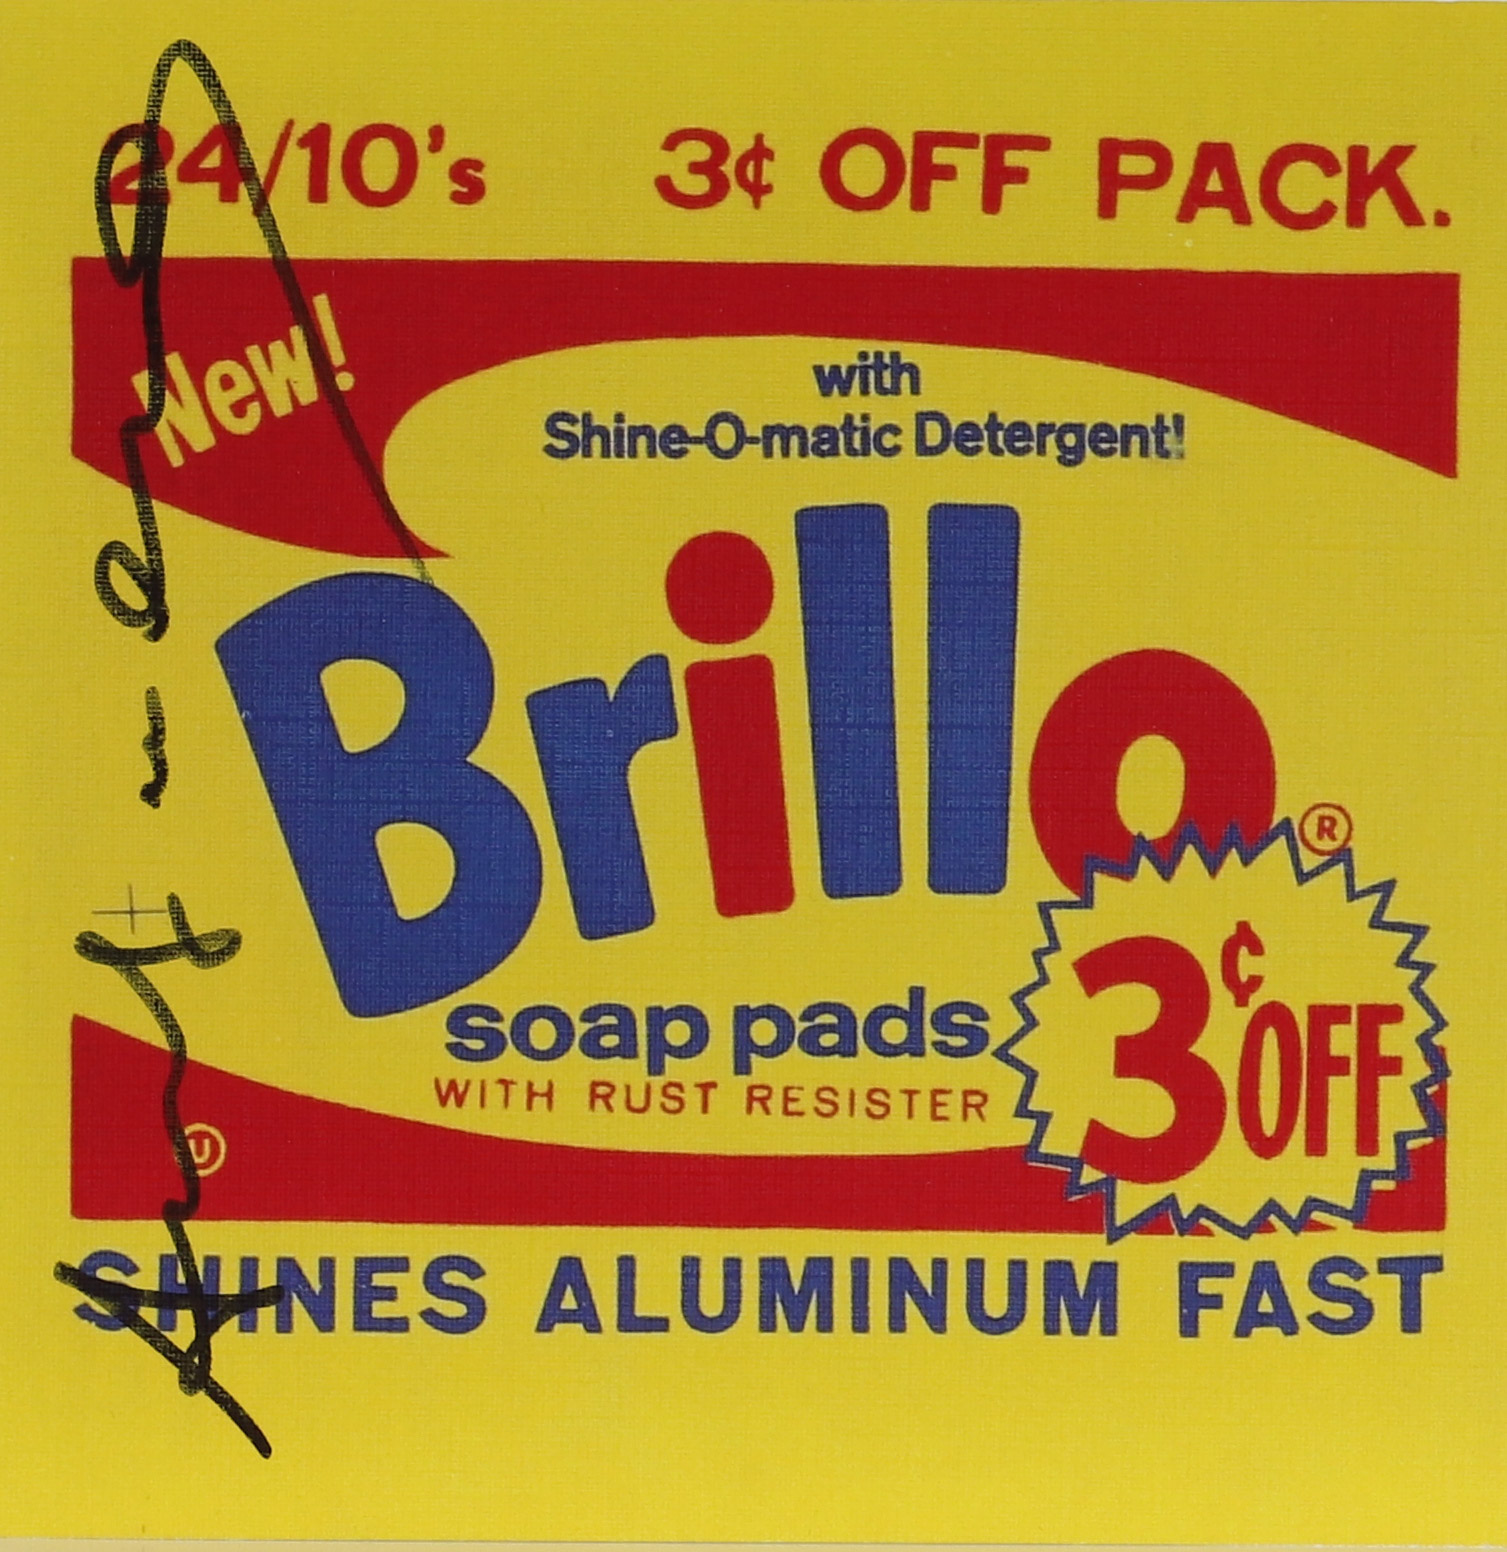 24/10's 3¢ OFF PACK.
New!
with
Shine-O-matic Detergent!
Brillo®
3¢ OFF
soap pads
WITH RUST RESISTER
U
SHINES ALUMINUM FAST